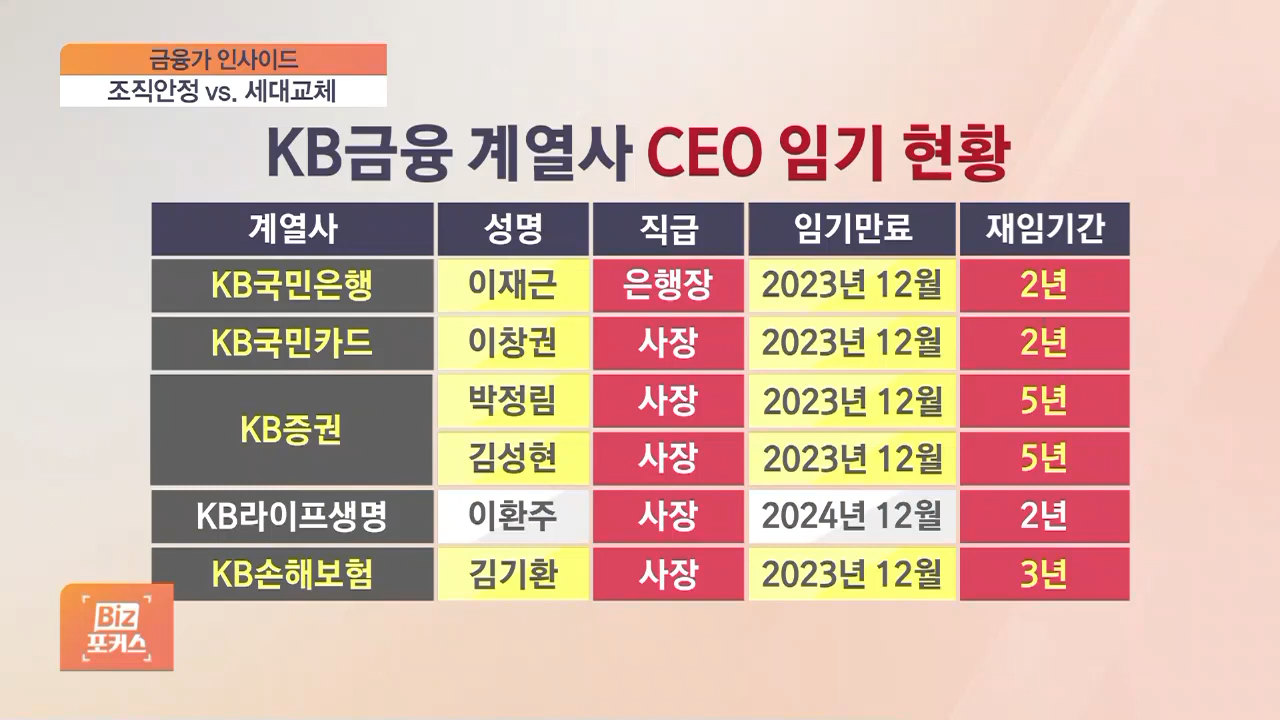 금융가 인사이드
조직안정 vs. 세대교체
KB금융 계열사 CEO 임기 현황
계열사 성명 직급 임기만료 재임기간
KB국민은행 이재근 은행장 2023년 12월 2년
KB국민카드 이창권 사장 2023년 12월 2년
KB증권 박정림 사장 2023년 12월 5년
김성현 사장 2023년 12월 5년
KB라이프생명 이환주 사장 2024년 12월 2년
KB손해보험 김기환 사장 2023년 12월 3년
Biz
포커스